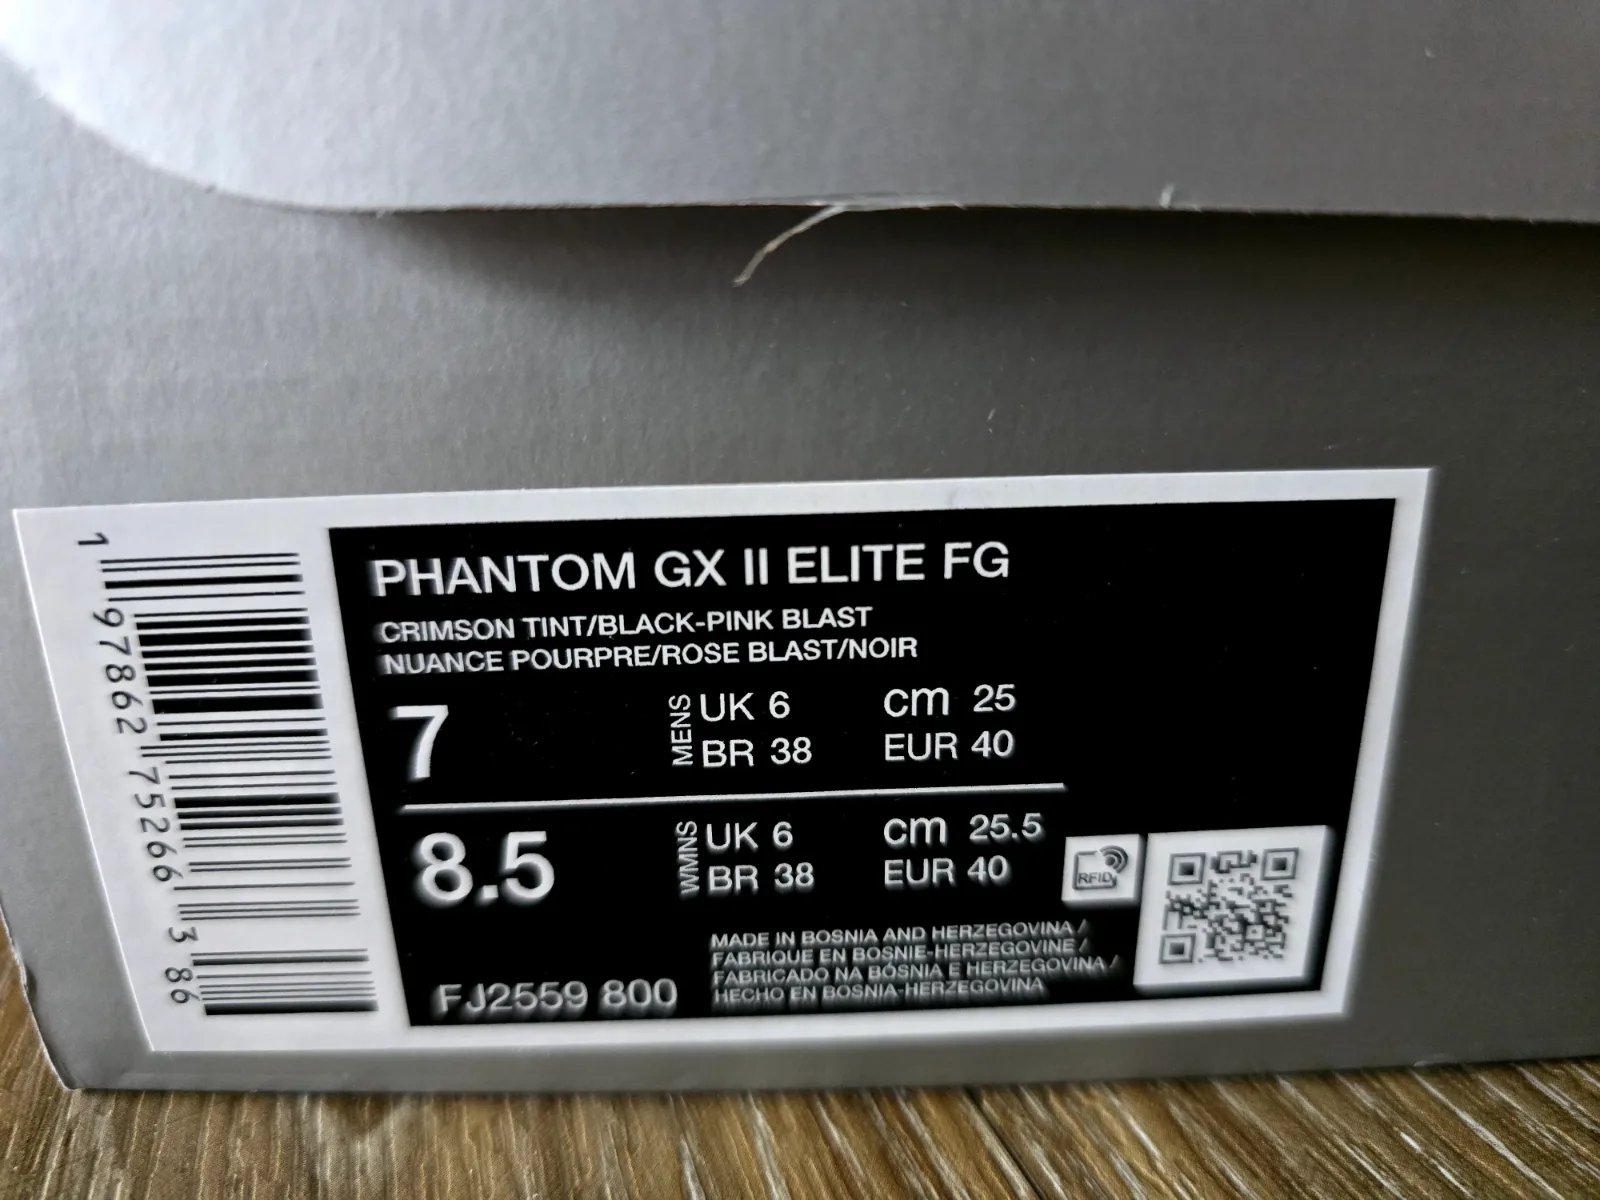 1 97862 75266 3 86
PHANTOM GX II ELITE FG
CRIMSON TINT/BLACK-PINK BLAST
NUANCE POURPRE/ROSE BLAST/NOIR
7 MENS UK 6 cm 25
BR 38 EUR 40
8.5 WMNS UK 6 cm 25.5
BR 38 EUR 40
RFID
MADE IN BOSNIA AND HERZEGOVINA /
FABRIQUE EN BOSNIE-HERZEGOVINE /
FABRICADO NA BÓSNIA E HERZEGOVINA /
HECHO EN BOSNIA-HERZEGOVINA
FJ2559 800